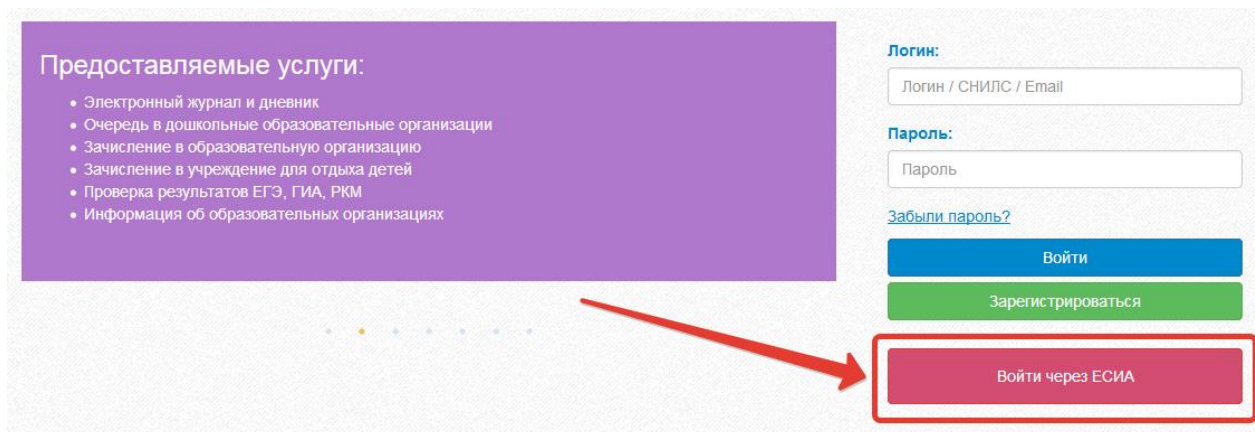 Предоставляемые услуги:
Электронный журнал и дневник
Очередь в дошкольные образовательные организации
Зачисление в образовательную организацию
Зачисление в учреждение для отдыха детей
Проверка результатов ЕГЭ, ГИА, РКМ
Информация об образовательных организациях
Логин:
Логин / СНИЛС / Email
Пароль:
Пароль
Забыли пароль?
Войти
Зарегистрироваться
Войти через ЕСИА